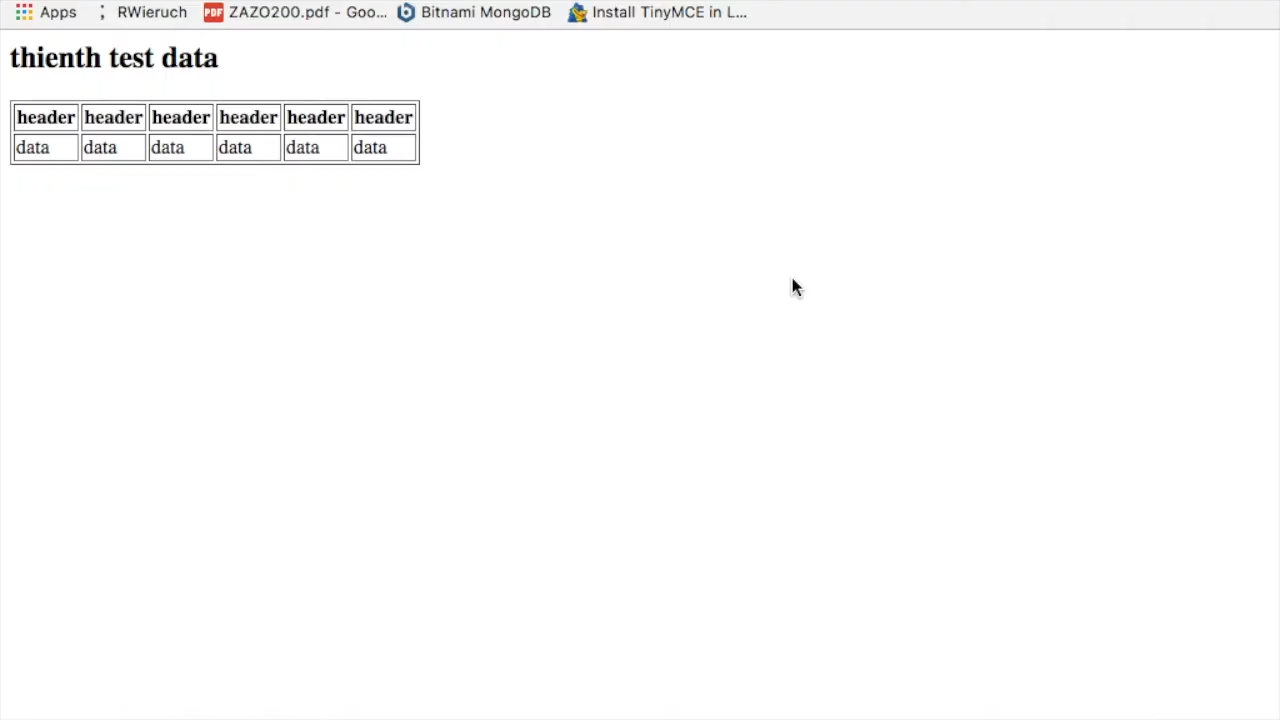 Apps ; RWieruch PDF ZAZO200.pdf - Goo... Bitnami MongoDB Install TinyMCE in L...
thienth test data
header header header header header header
data data data data data data